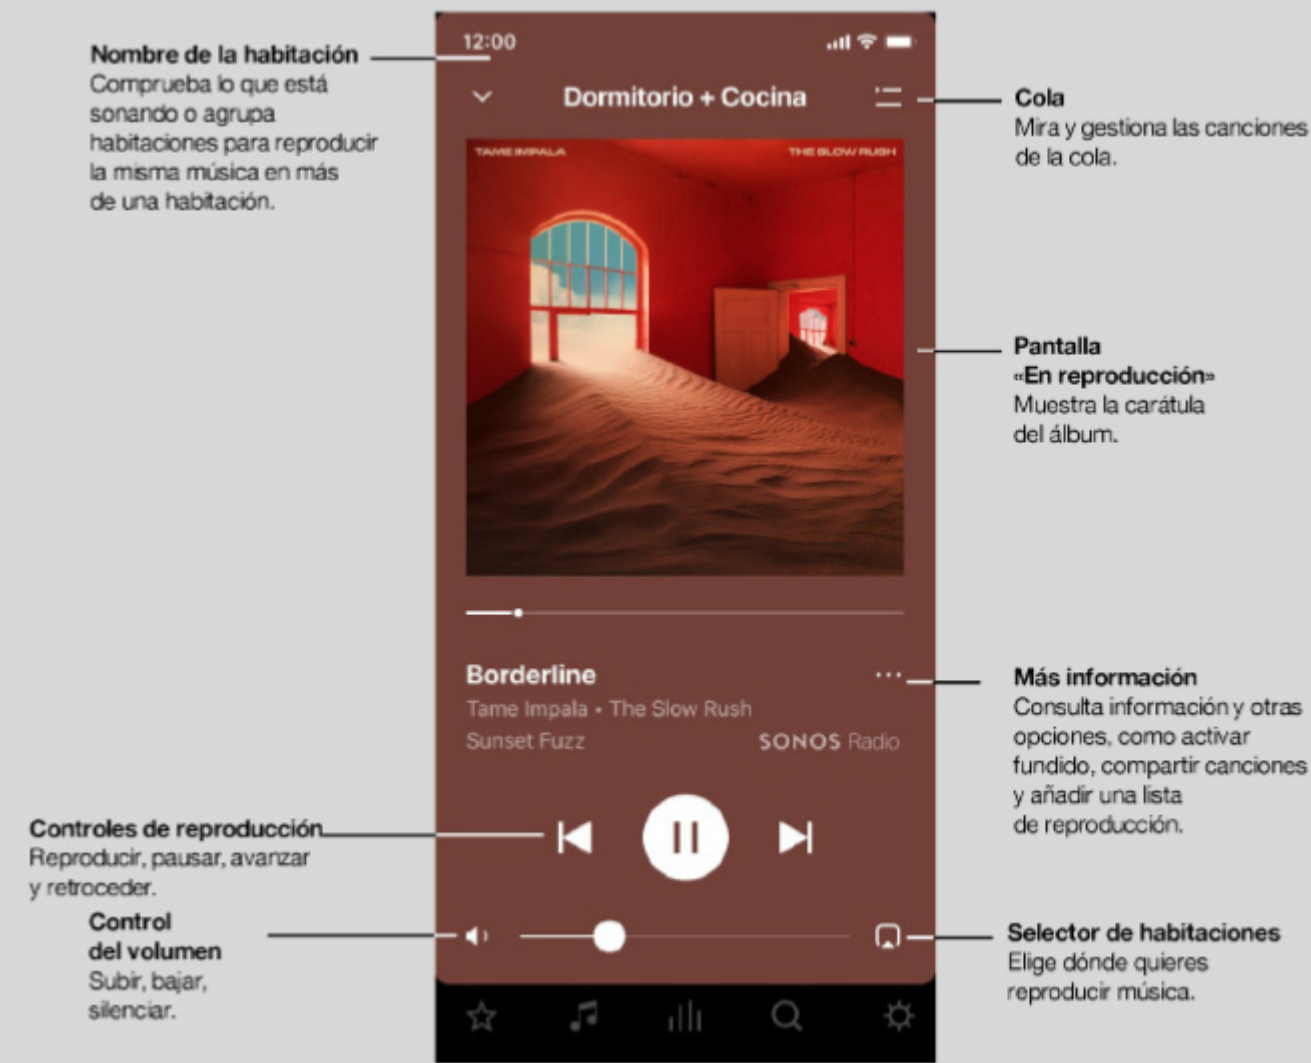 Nombre de la habitación
Comprueba lo que está
sonando o agrupa
habitaciones para reproducir
la misma música en más
de una habitación.
12:00
Dormitorio + Cocina
TAME IMPALA
THE SLOW RUSH
Cola
Mira y gestiona las canciones
de la cola.
Pantalla
«En reproducción»
Muestra la carátula
del álbum.
Borderline
Tame Impala • The Slow Rush
Sunset Fuzz
SONOS Radio
Más información
Consulta información y otras
opciones, como activar
fundido, compartir canciones
y añadir una lista
de reproducción.
Controles de reproducción
Reproducir, pausar, avanzar
y retroceder.
Control
del volumen
Subir, bajar,
silenciar.
Selector de habitaciones
Elige dónde quieres
reproducir música.